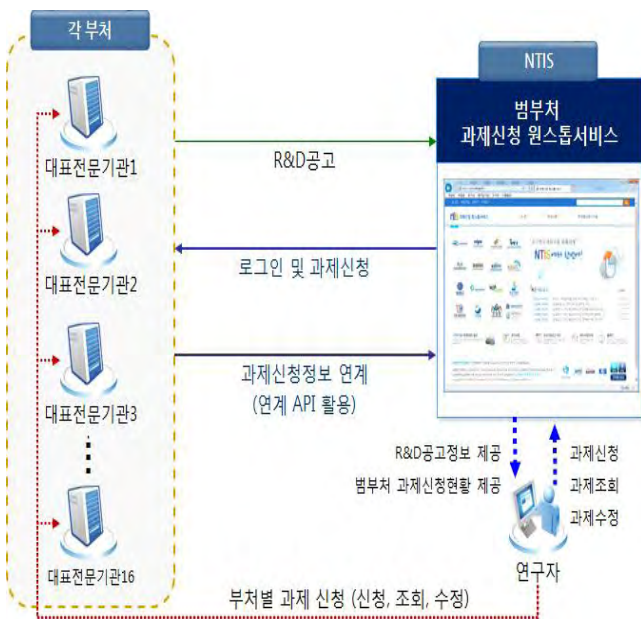 각 부처
대표전문기관1
대표전문기관2
대표전문기관3
대표전문기관16
R&D공고
로그인 및 과제신청
과제신청정보 연계
(연계 API 활용)
NTIS
범부처
과제신청 원스톱서비스
R&D공고정보 제공
범부처 과제신청현황 제공
과제신청
과제조회
과제수정
연구자
부처별 과제 신청 (신청, 조회, 수정)